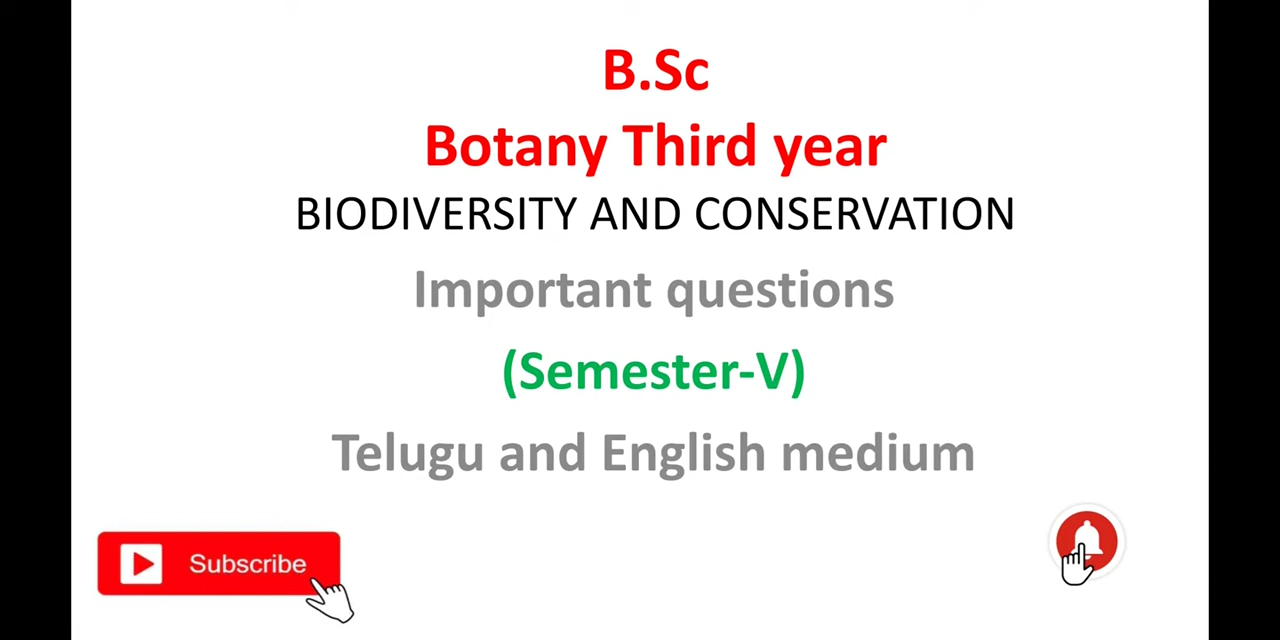 B.Sc
Botany Third year
BIODIVERSITY AND CONSERVATION
Important questions
(Semester-V)
Telugu and English medium
Subscribe